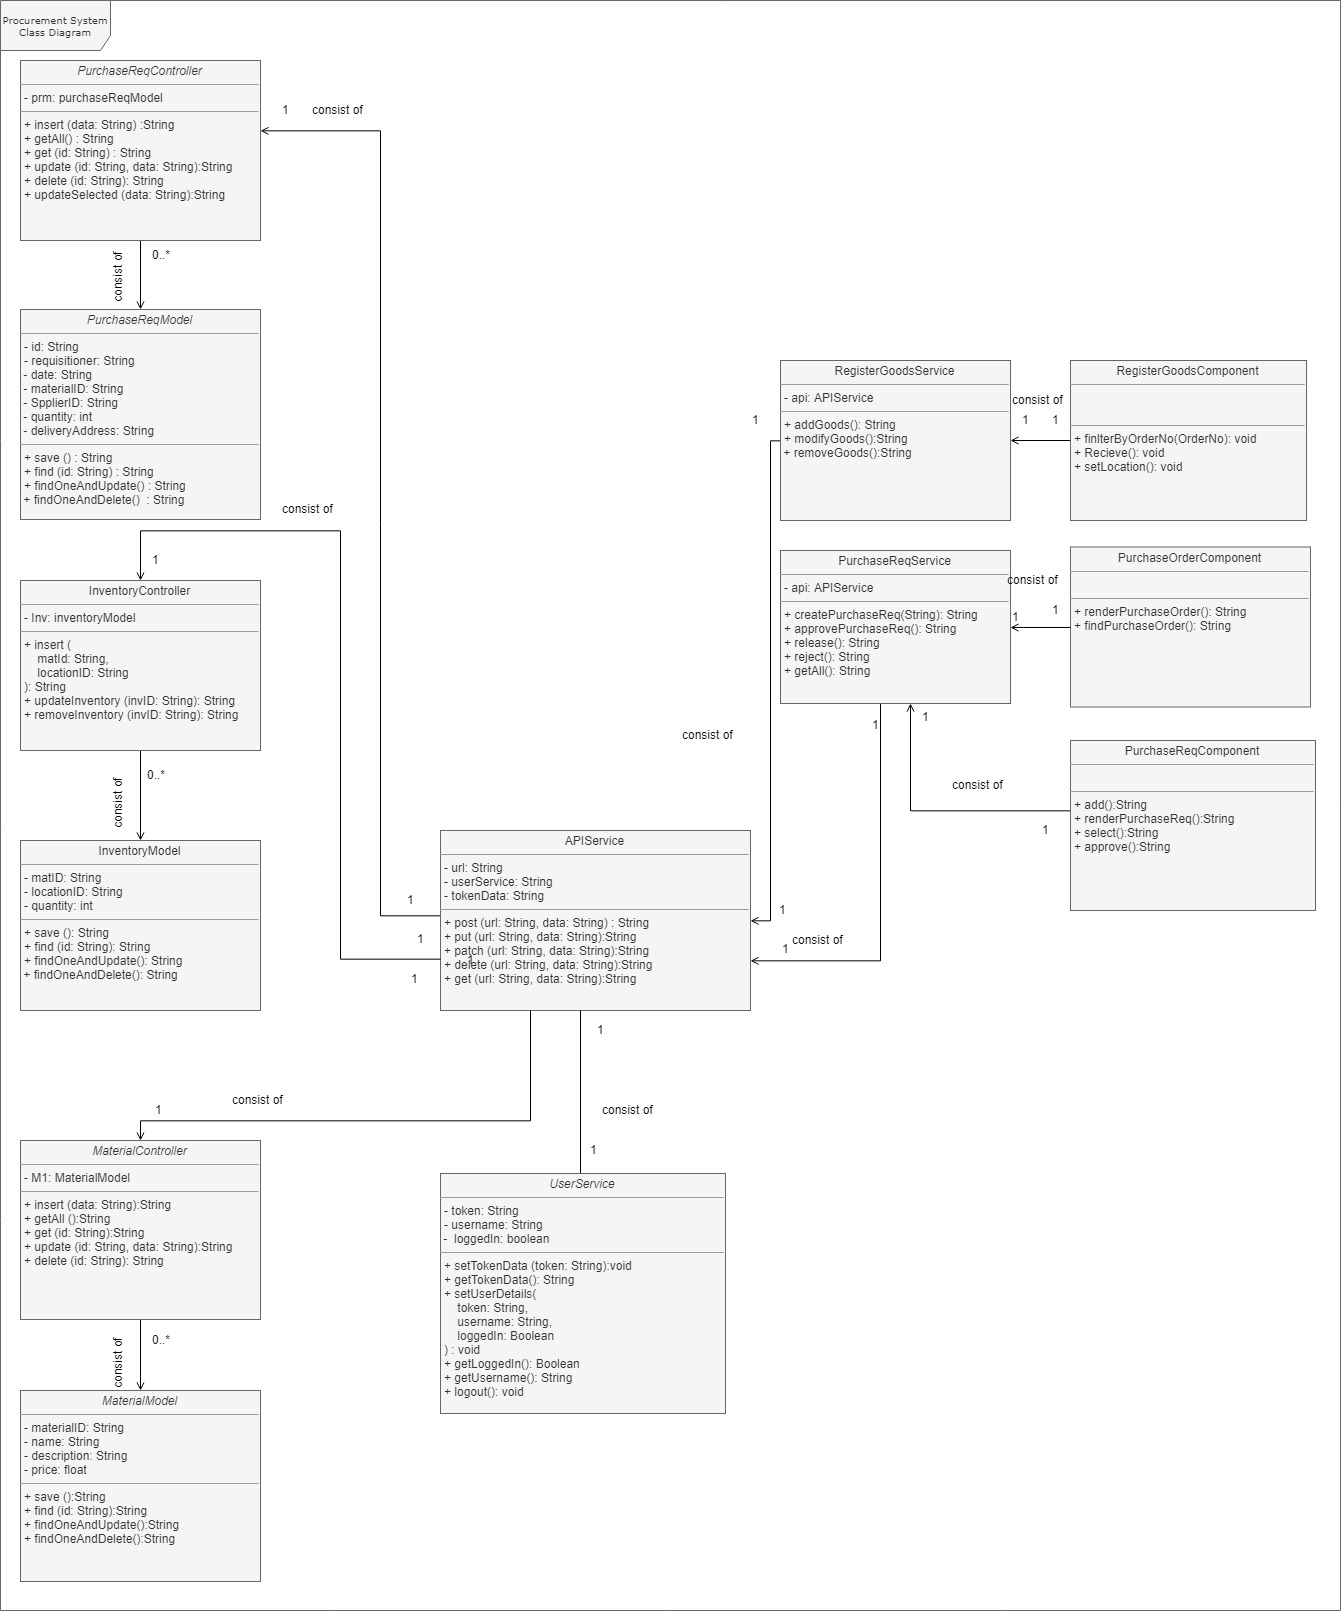 Procurement System
Class Diagram
PurchaseReqController
- prm: purchaseReqModel
+ insert (data: String) :String
+ getAll() : String
+ get (id: String) : String
+ update (id: String, data: String):String
+ delete (id: String): String
+ updateSelected (data: String):String
1 consist of
consist of
0..*
PurchaseReqModel
- id: String
- requisitioner: String
- date: String
- materialID: String
- SpplierID: String
- quantity: int
- deliveryAddress: String
+ save () : String
+ find (id: String) : String
+ findOneAndUpdate() : String
+ findOneAndDelete() : String
consist of
1
InventoryController
- Inv: inventoryModel
+ insert (
matId: String,
locationID: String
): String
+ updateInventory (invID: String): String
+ removeInventory (invID: String): String
consist of
0..*
InventoryModel
- matID: String
- locationID: String
- quantity: int
+ save (): String
+ find (id: String): String
+ findOneAndUpdate(): String
+ findOneAndDelete(): String
RegisterGoodsService
- api: APIService
+ addGoods(): String
+ modifyGoods():String
+ removeGoods():String
1
consist of
1 1
RegisterGoodsComponent
+ finlterByOrderNo(OrderNo): void
+ Recieve(): void
+ setLocation(): void
PurchaseReqService
- api: APIService
+ createPurchaseReq(String): String
+ approvePurchaseReq(): String
+ release(): String
+ reject(): String
+ getAll(): String
consist of
1
1
PurchaseOrderComponent
+ renderPurchaseOrder(): String
+ findPurchaseOrder(): String
1
1
consist of
consist of
1
PurchaseReqComponent
+ add():String
+ renderPurchaseReq():String
+ select():String
+ approve():String
APIService
- url: String
- userService: String
- tokenData: String
+ post (url: String, data: String) : String
+ put (url: String, data: String):String
+ patch (url: String, data: String):String
+ delete (url: String, data: String):String
+ get (url: String, data: String):String
1
1
1
1
1
1
consist of
1
consist of
1
consist of
1
MaterialController
- M1: MaterialModel
+ insert (data: String):String
+ getAll ():String
+ get (id: String):String
+ update (id: String, data: String):String
+ delete (id: String): String
consist of
0..*
MaterialModel
- materialID: String
- name: String
- description: String
- price: float
+ save ():String
+ find (id: String):String
+ findOneAndUpdate():String
+ findOneAndDelete():String
UserService
- token: String
- username: String
- loggedIn: boolean
+ setTokenData (token: String):void
+ getTokenData(): String
+ setUserDetails(
token: String,
username: String,
loggedIn: Boolean
) : void
+ getLoggedIn(): Boolean
+ getUsername(): String
+ logout(): void